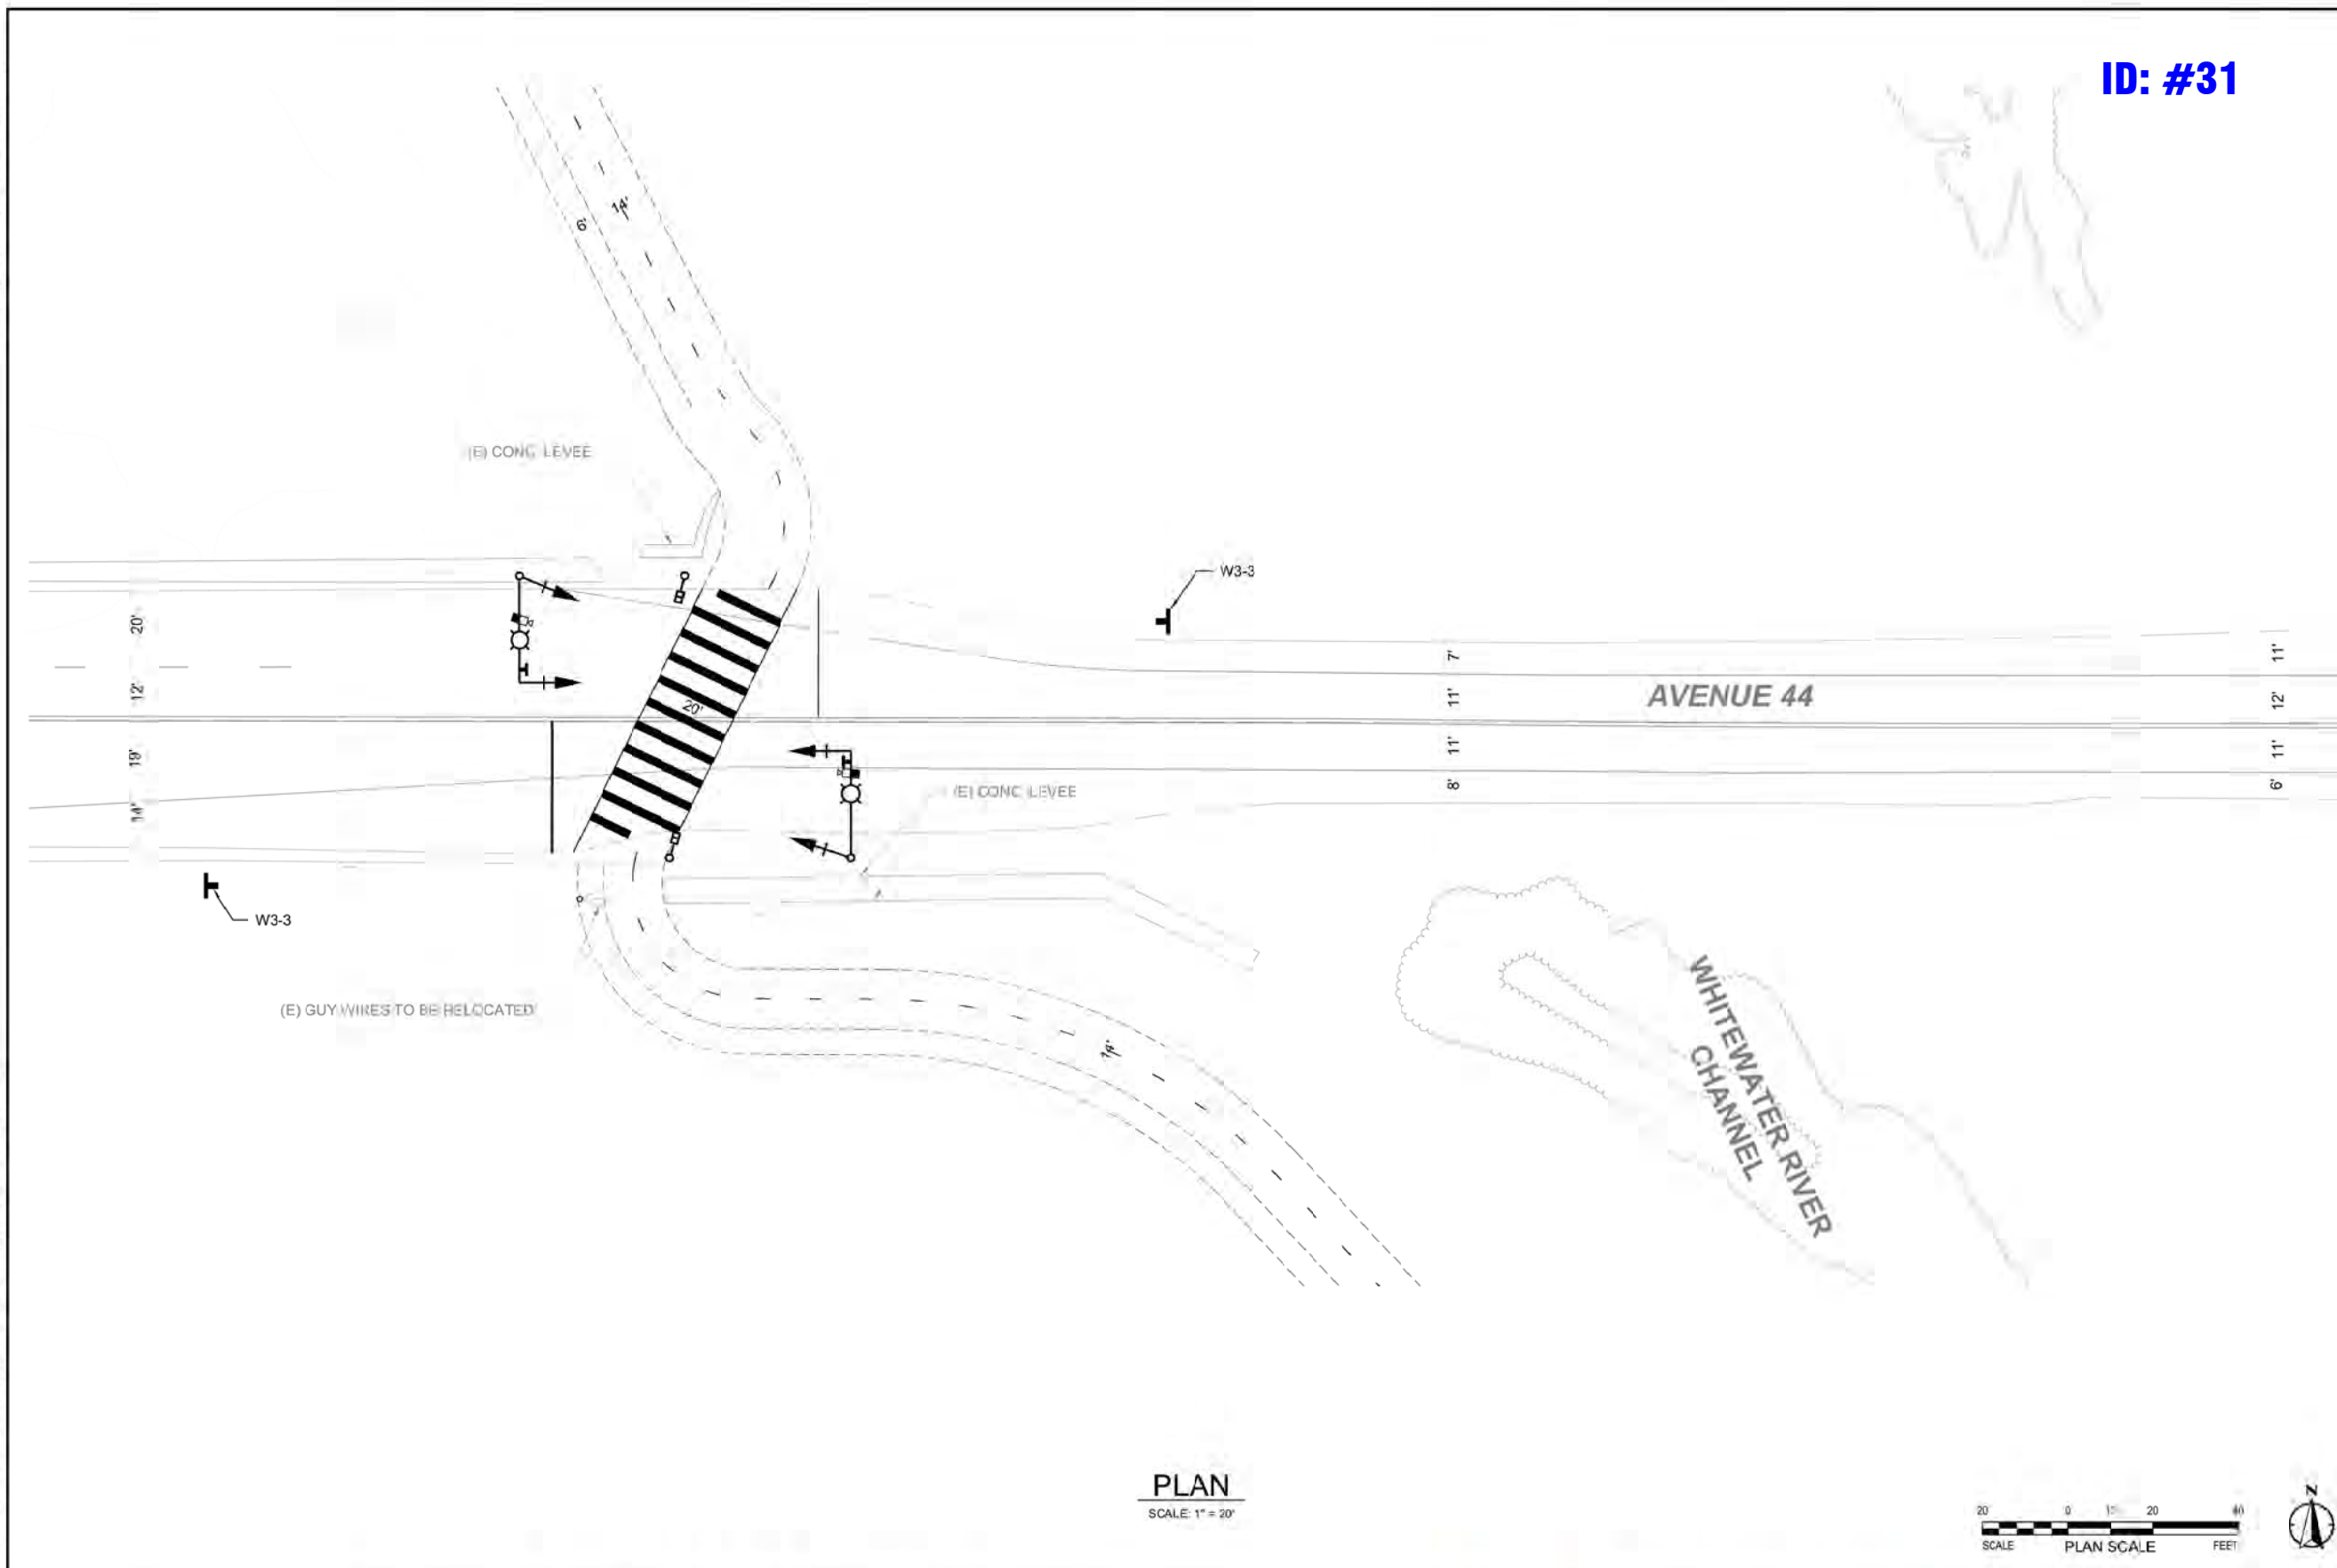 ID: #31
14'
6'
(E) CONC LEVEE
W3-3
20'
12'
19'
14'
20'
7'
11'
11'
8'
AVENUE 44
11'
12'
11'
6'
(E) CONC LEVEE
W3-3
(E) GUY WIRES TO BE RELOCATED
14'
WHITEWATER RIVER
CHANNEL
PLAN
SCALE: 1" = 20'
N
20 0 20 40
SCALE PLAN SCALE FEET